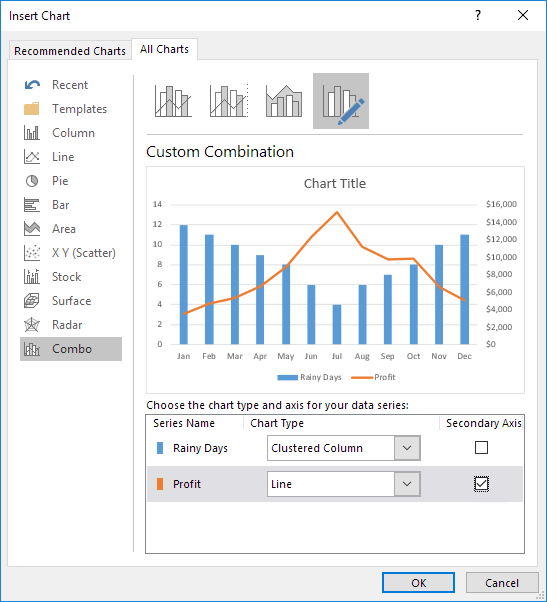 Insert Chart ?
Recommended Charts All Charts
Recent
Templates
Column
Line
Pie
Bar
Area
X Y (Scatter)
Stock
Surface
Radar
Combo
Custom Combination
Chart Title
14
12
10
8
6
4
2
0
$16,000
$14,000
$12,000
$10,000
$8,000
$6,000
$4,000
$2,000
$0
Jan Feb Mar Apr May Jun Jul Aug Sep Oct Nov Dec
Rainy Days Profit
Choose the chart type and axis for your data series:
Series Name Chart Type Secondary Axis
Rainy Days Clustered Column
Profit Line
OK Cancel